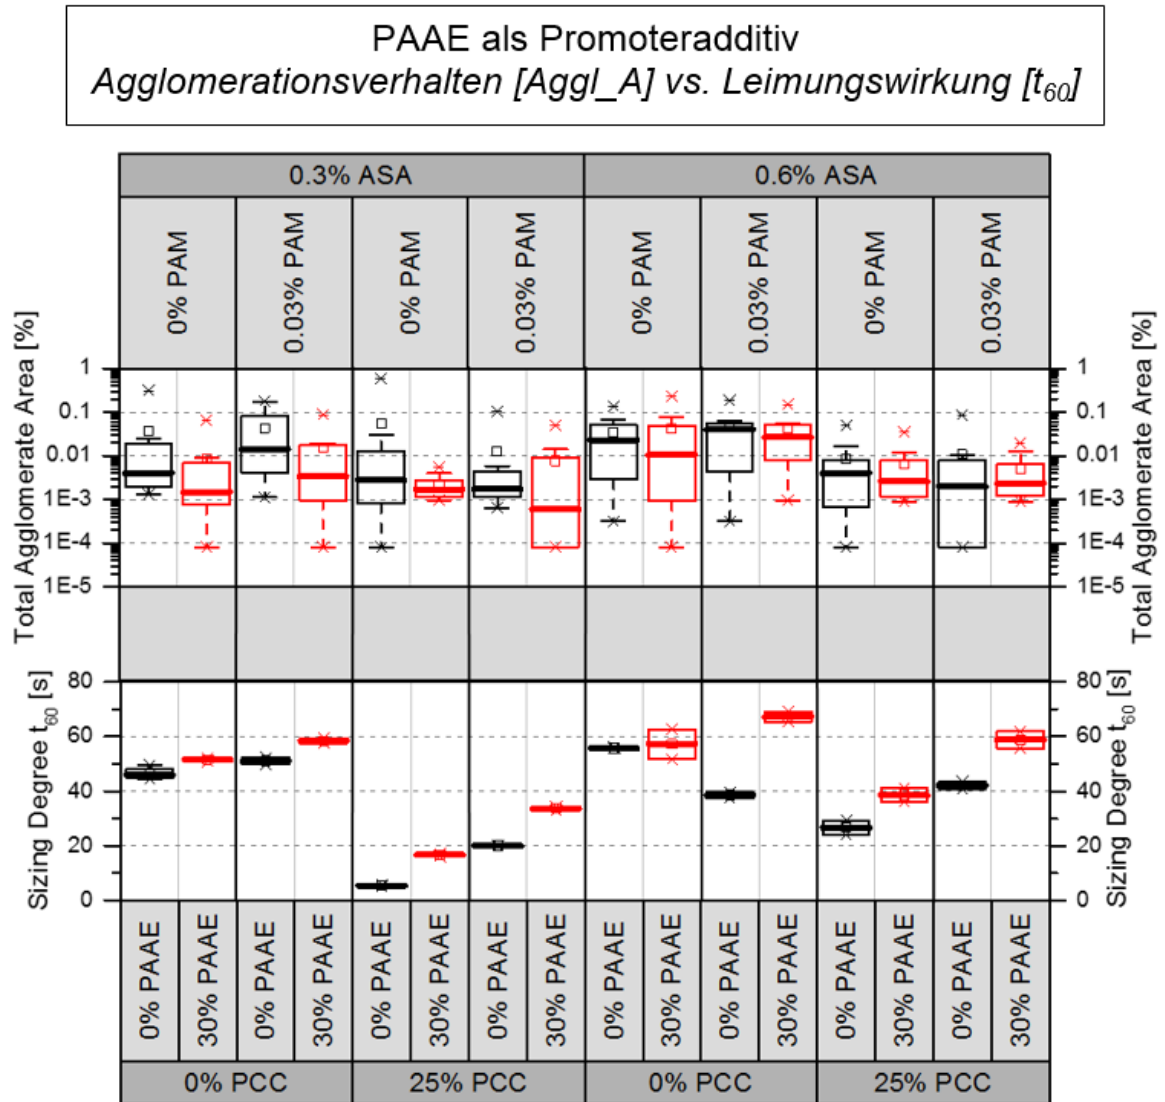 PAAE als Promoteradditiv
Agglomerationsverhalten [Aggl_A] vs. Leimungswirkung [t60]
0.3% ASA
0.6% ASA
0% PAM
0.03% PAM
0% PAM
0.03% PAM
0% PAM
0.03% PAM
0% PAM
0.03% PAM
Total Agglomerate Area [%]
1
0.1
0.01
1E-3
1E-4
1E-5
1
0.1
0.01
1E-3
1E-4
1E-5
Total Agglomerate Area [%]
Sizing Degree t60 [s]
80
60
40
20
0
80
60
40
20
0
Sizing Degree t60 [s]
0% PAAE
30% PAAE
0% PAAE
30% PAAE
0% PAAE
30% PAAE
0% PAAE
30% PAAE
0% PAAE
30% PAAE
0% PAAE
30% PAAE
0% PAAE
30% PAAE
0% PAAE
30% PAAE
0% PCC
25% PCC
0% PCC
25% PCC